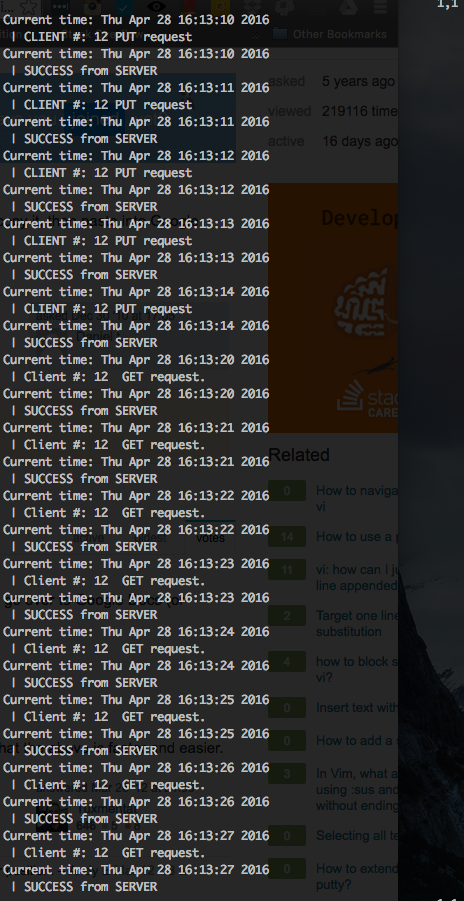 1,1
Current time: Thu Apr 28 16:13:10 2016
| CLIENT #: 12 PUT request
Other Bookmarks
Current time: Thu Apr 28 16:13:10 2016
| SUCCESS from SERVER
asked 5 years ago
Current time: Thu Apr 28 16:13:11 2016
| CLIENT #: 12 PUT request
viewed 219116 time
Current time: Thu Apr 28 16:13:11 2016
| SUCCESS from SERVER
active 16 days ago
Current time: Thu Apr 28 16:13:12 2016
| CLIENT #: 12 PUT request
Current time: Thu Apr 28 16:13:12 2016
| SUCCESS from SERVER
Develop
Current time: Thu Apr 28 16:13:13 2016
| CLIENT #: 12 PUT request
Current time: Thu Apr 28 16:13:13 2016
| SUCCESS from SERVER
Current time: Thu Apr 28 16:13:14 2016
| CLIENT #: 12 PUT request
Current time: Thu Apr 28 16:13:14 2016
| SUCCESS from SERVER
Current time: Thu Apr 28 16:13:20 2016
| Client #: 12  GET request.
Current time: Thu Apr 28 16:13:20 2016
| SUCCESS from SERVER
stac
CARE
Current time: Thu Apr 28 16:13:21 2016
| Client #: 12  GET request.
Related
Current time: Thu Apr 28 16:13:21 2016
| SUCCESS from SERVER
0 How to naviga
vi
Current time: Thu Apr 28 16:13:22 2016
| Client #: 12  GET request.
Current time: Thu Apr 28 16:13:22 2016
| SUCCESS from SERVER
votes
14 How to use a
Current time: Thu Apr 28 16:13:23 2016
| Client #: 12  GET request.
11 vi: how can I ju
line appended
Current time: Thu Apr 28 16:13:23 2016
| SUCCESS from SERVER
2 Target one line
substitution
Current time: Thu Apr 28 16:13:24 2016
| Client #: 12  GET request.
Current time: Thu Apr 28 16:13:24 2016
| SUCCESS from SERVER
4 how to block s
vi?
Current time: Thu Apr 28 16:13:25 2016
| Client #: 12  GET request.
0 Insert text with
Current time: Thu Apr 28 16:13:25 2016
| SUCCESS from SERVER
and easier.
0 How to add a
Current time: Thu Apr 28 16:13:26 2016
| Client #: 12  GET request.
3 In Vim, what a
using :sus and
without ending
Current time: Thu Apr 28 16:13:26 2016
| SUCCESS from SERVER
Current time: Thu Apr 28 16:13:27 2016
| Client #: 12  GET request.
0 Selecting all te
Current time: Thu Apr 28 16:13:27 2016
| SUCCESS from SERVER
0 How to extend
putty?